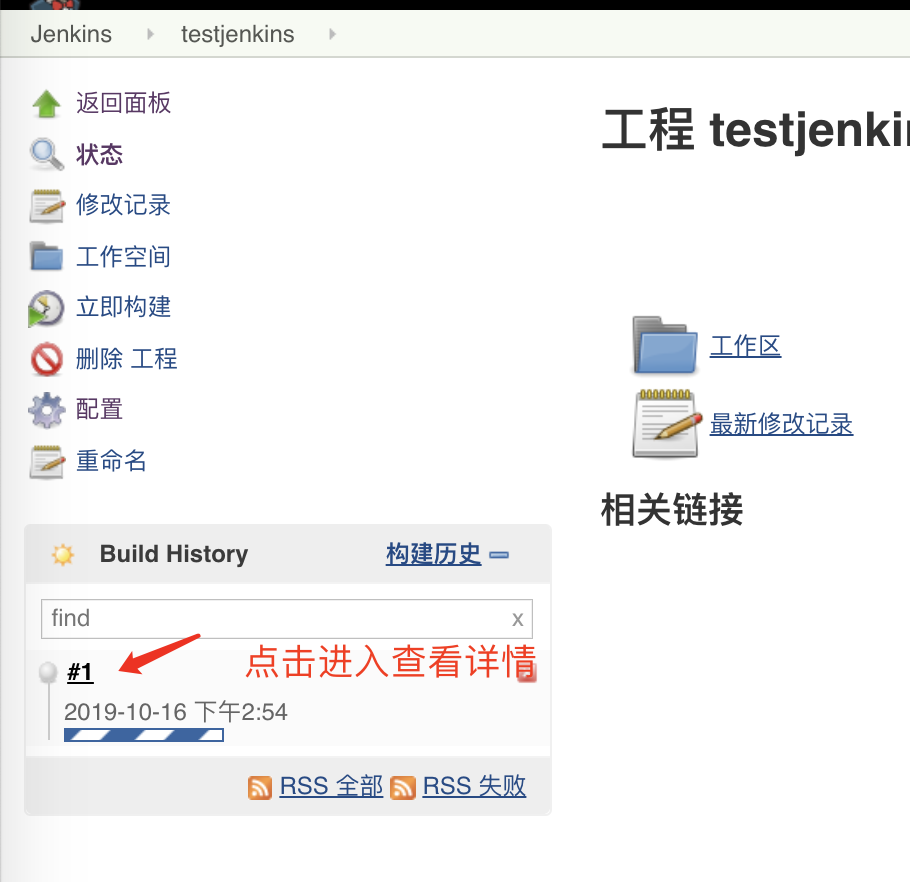 Jenkins testjenkins
返回面板
状态
修改记录
工作空间
立即构建
删除 工程
配置
重命名
Build History 构建历史
find x
#1 点击进入查看详情
2019-10-16 下午2:54
RSS 全部 RSS 失败
工程 testjenkin
工作区
最新修改记录
相关链接